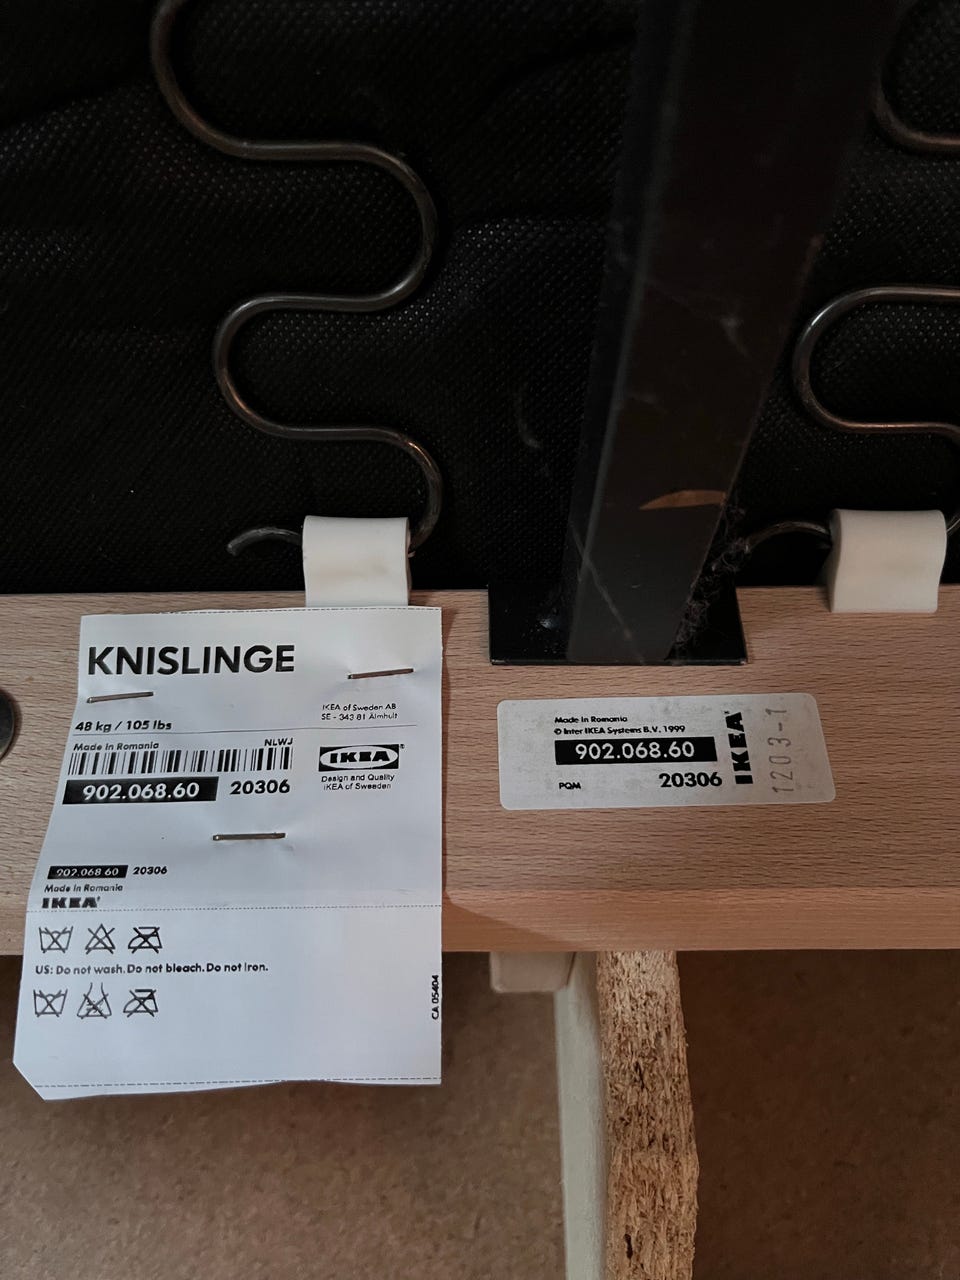 KNISLINGE
IKEA of Sweden AB
SE - 343 81 Älmhult
48 kg / 105 lbs
Made in Romania
NLWJ
IKEA®
902.068.60 20306
Design and Quality
IKEA of Sweden
902.068.60 20306
Made in Romania
IKEA®
US: Do not wash. Do not bleach. Do not iron.
CA 05404
Made in Romania
© Inter IKEA Systems B.V. 1999
902.068.60
PQM 20306
IKEA®
1203-1